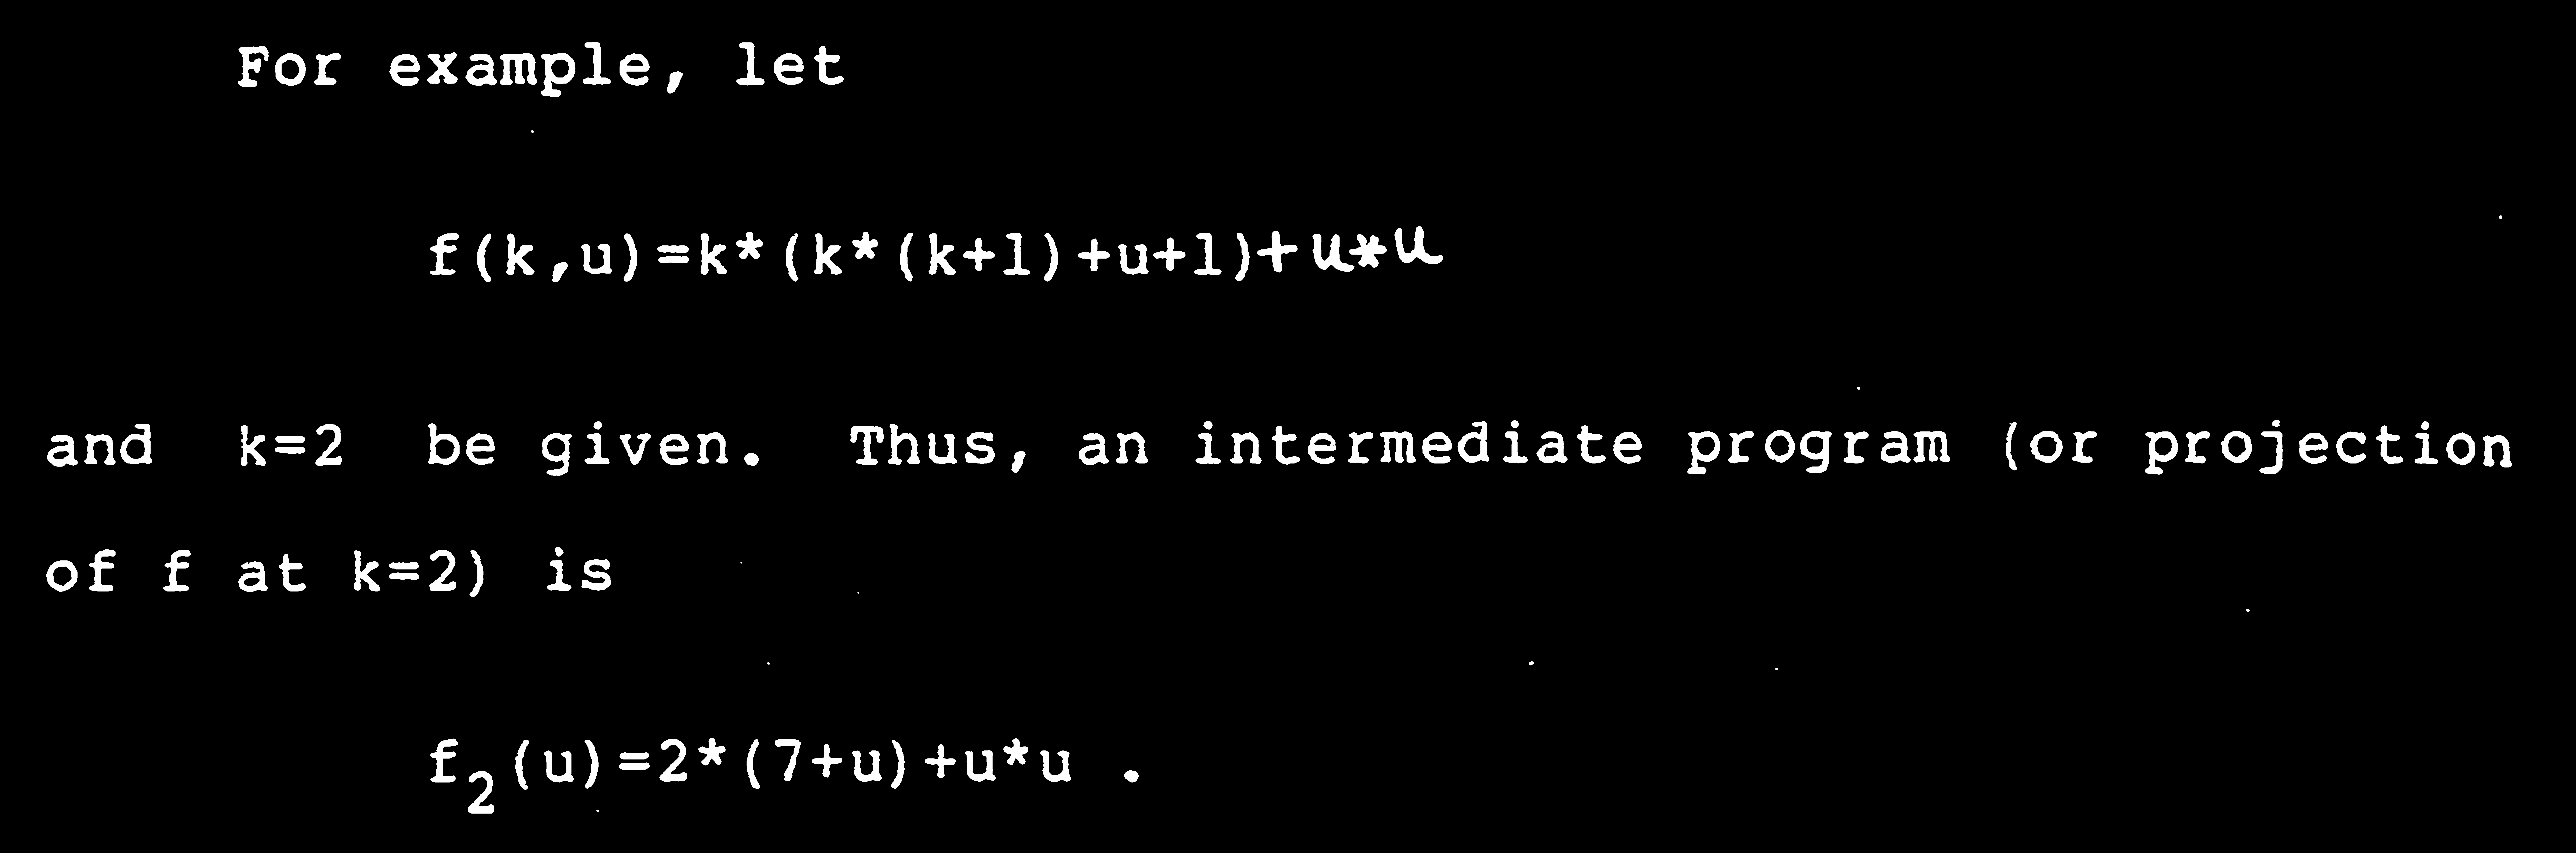 For example, let
f(k,u)=k*(k*(k+1)+u+1)+u*u
and k=2 be given. Thus, an intermediate program (or projection
of f at k=2) is
f₂(u)=2*(7+u)+u*u .